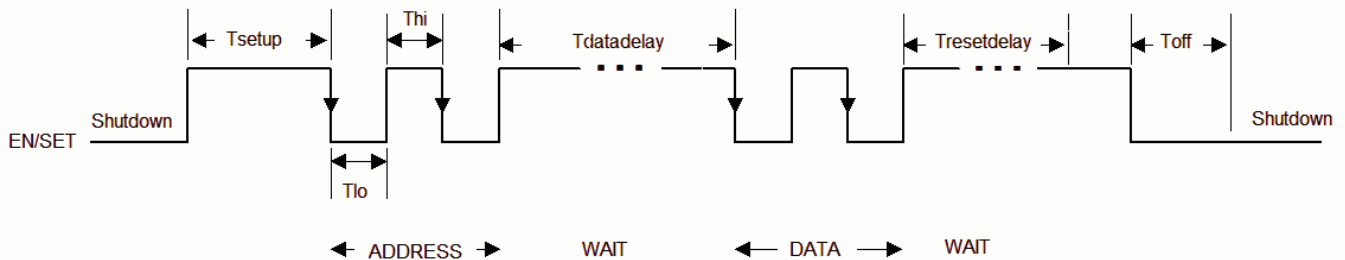 Thi
Tsetup
Tdatadelay
Tresetdelay
Toff
Shutdown
Shutdown
EN/SET
Tlo
ADDRESS
WAIT
DATA
WAIT